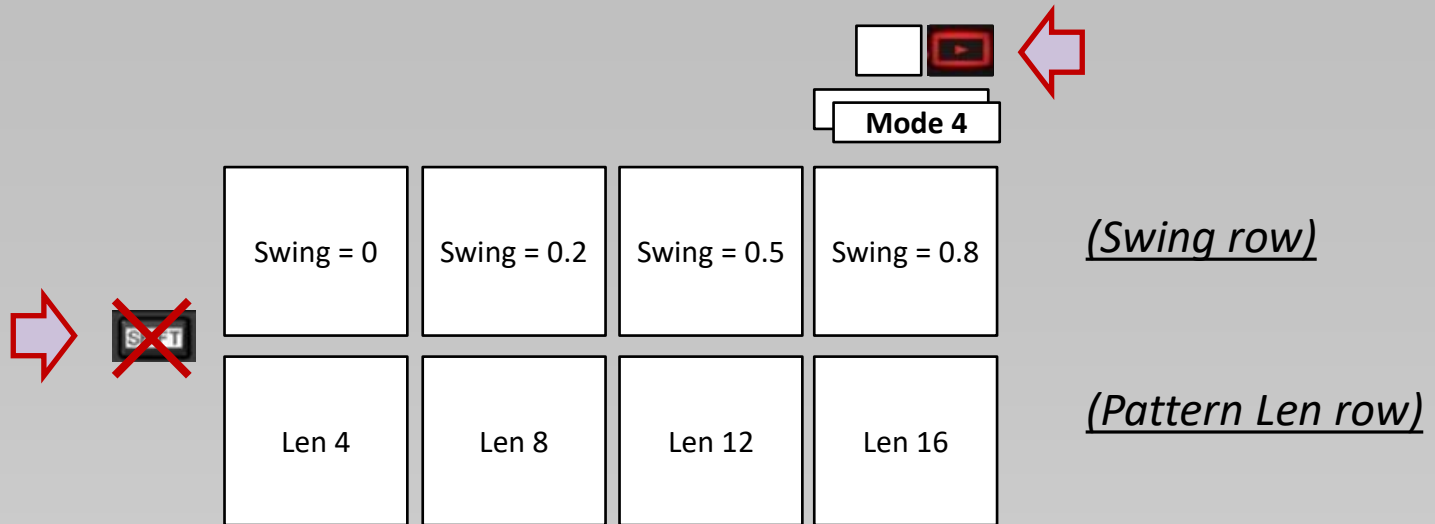 Mode 4
Swing = 0
Swing = 0.2
Swing = 0.5
Swing = 0.8
(Swing row)
Len 4
Len 8
Len 12
Len 16
(Pattern Len row)